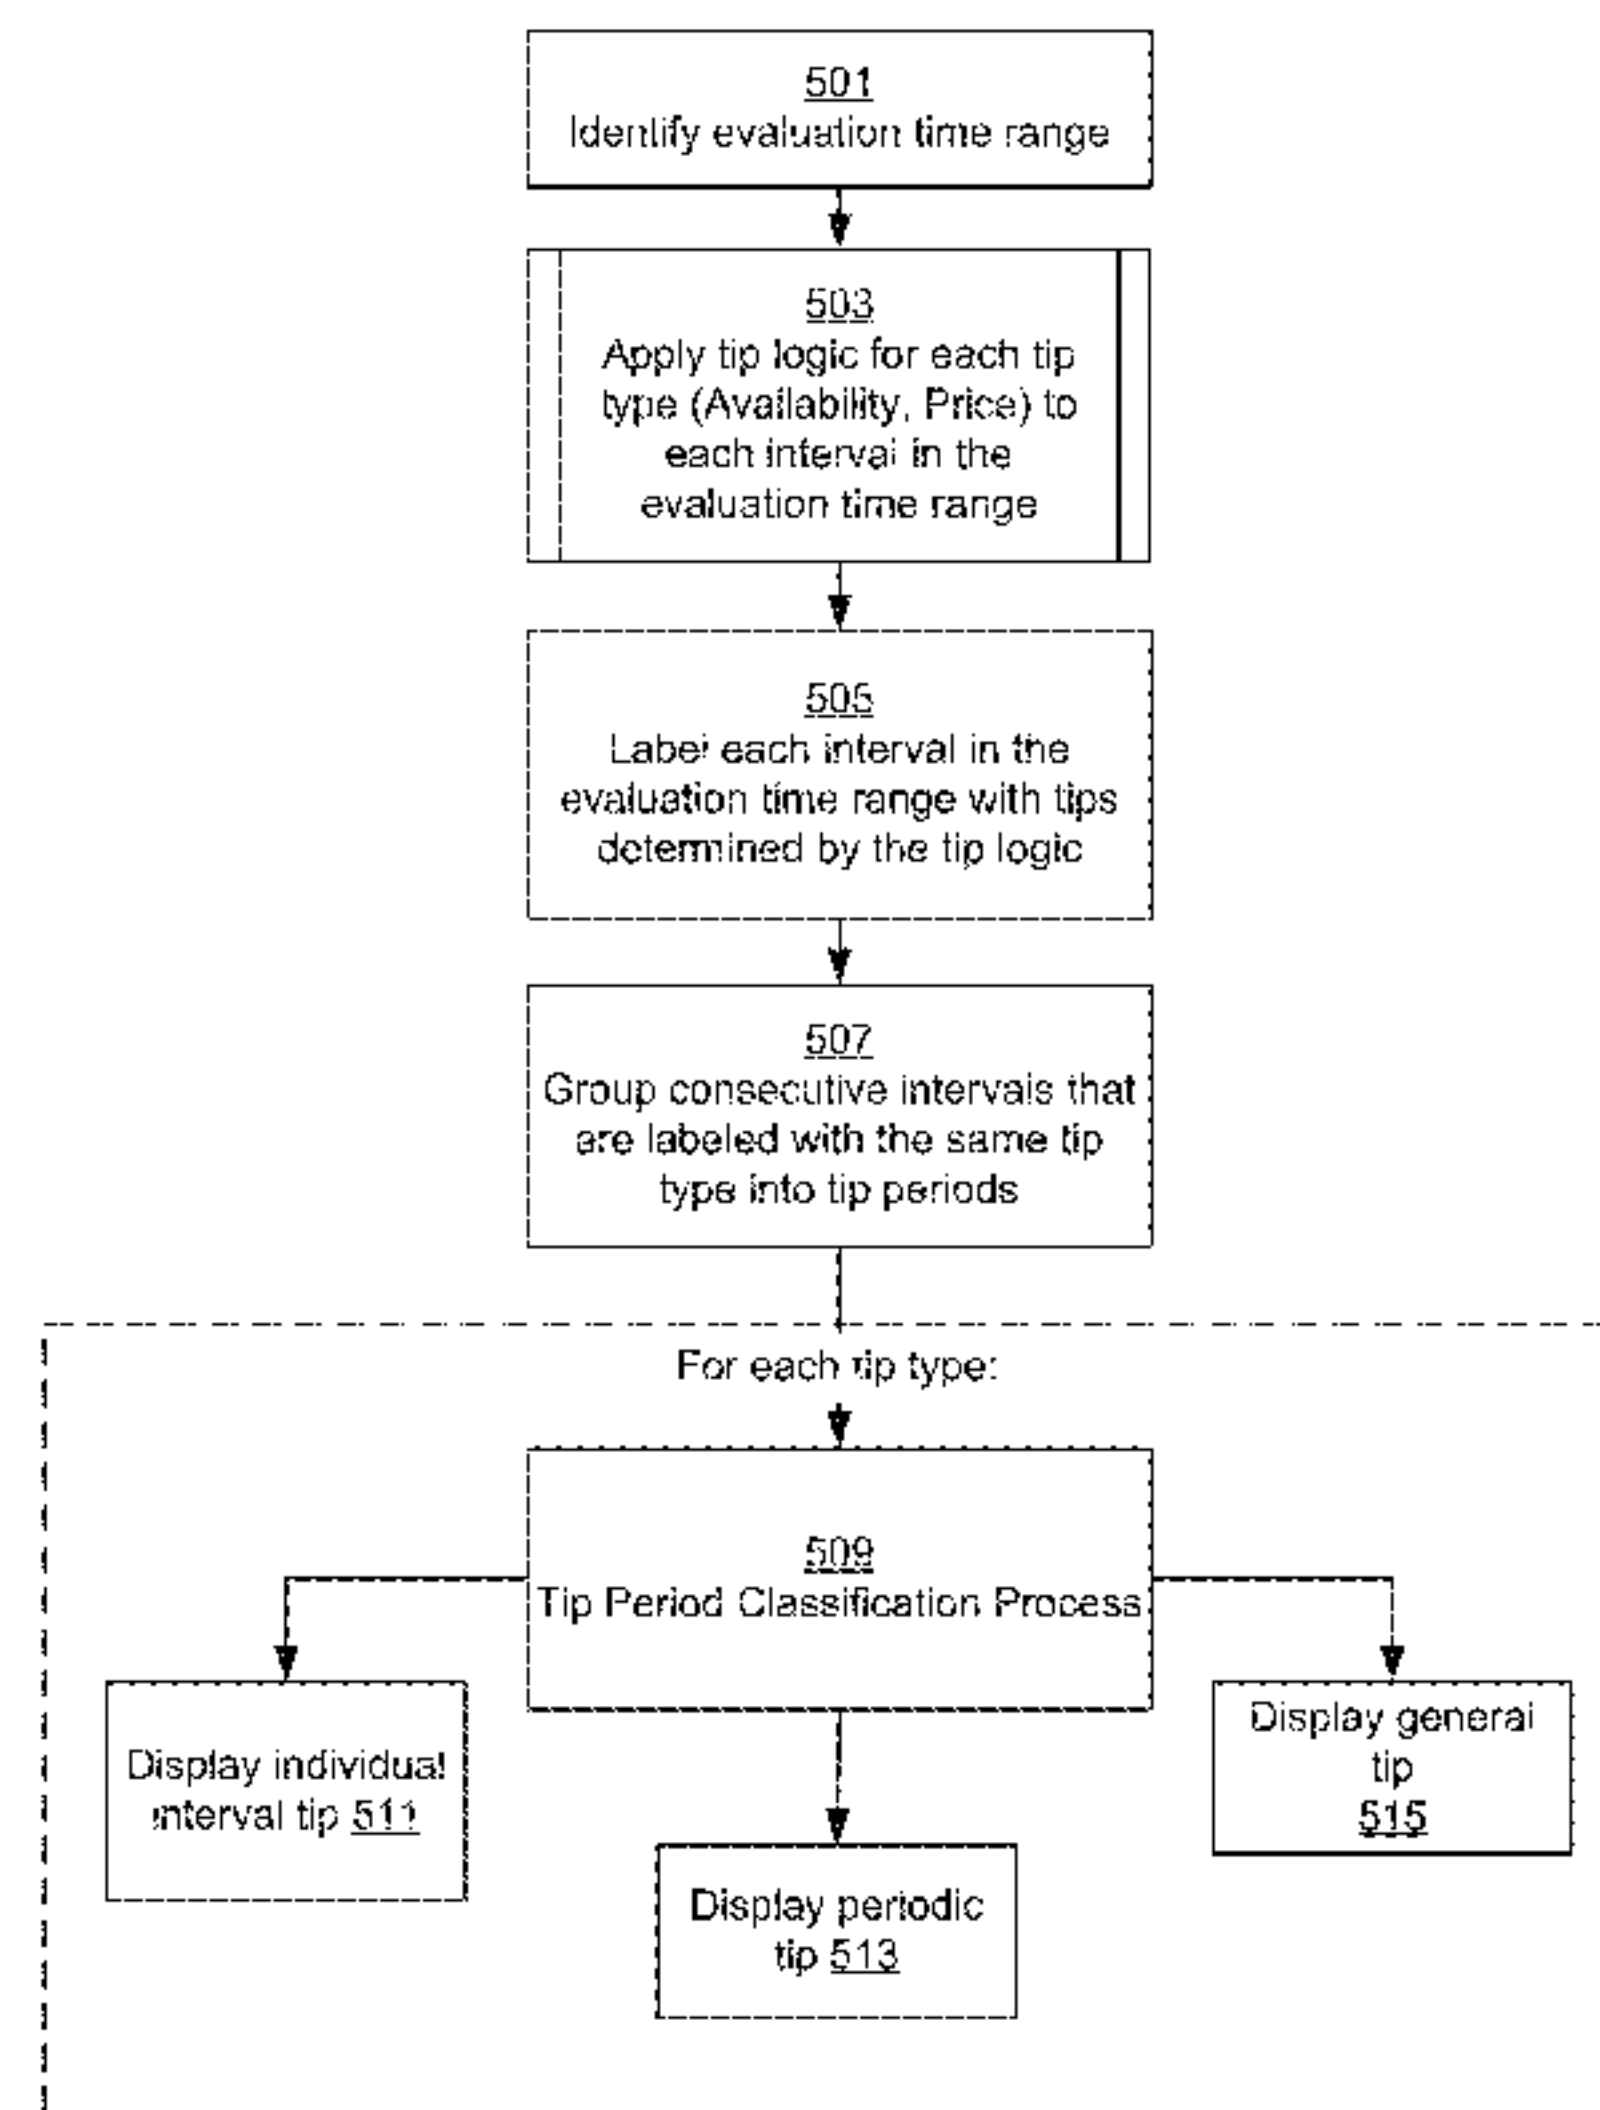 501
Identify evaluation time range
503
Apply tip logic for each tip
type (Availability, Price) to
each interval in the
evaluation time range
505
Label each interval in the
evaluation time range with tips
determined by the tip logic
507
Group consecutive intervals that
are labeled with the same tip
type into tip periods
For each tip type:
509
Tip Period Classification Process
Display individual
interval tip 511
Display periodic
tip 513
Display general
tip
515